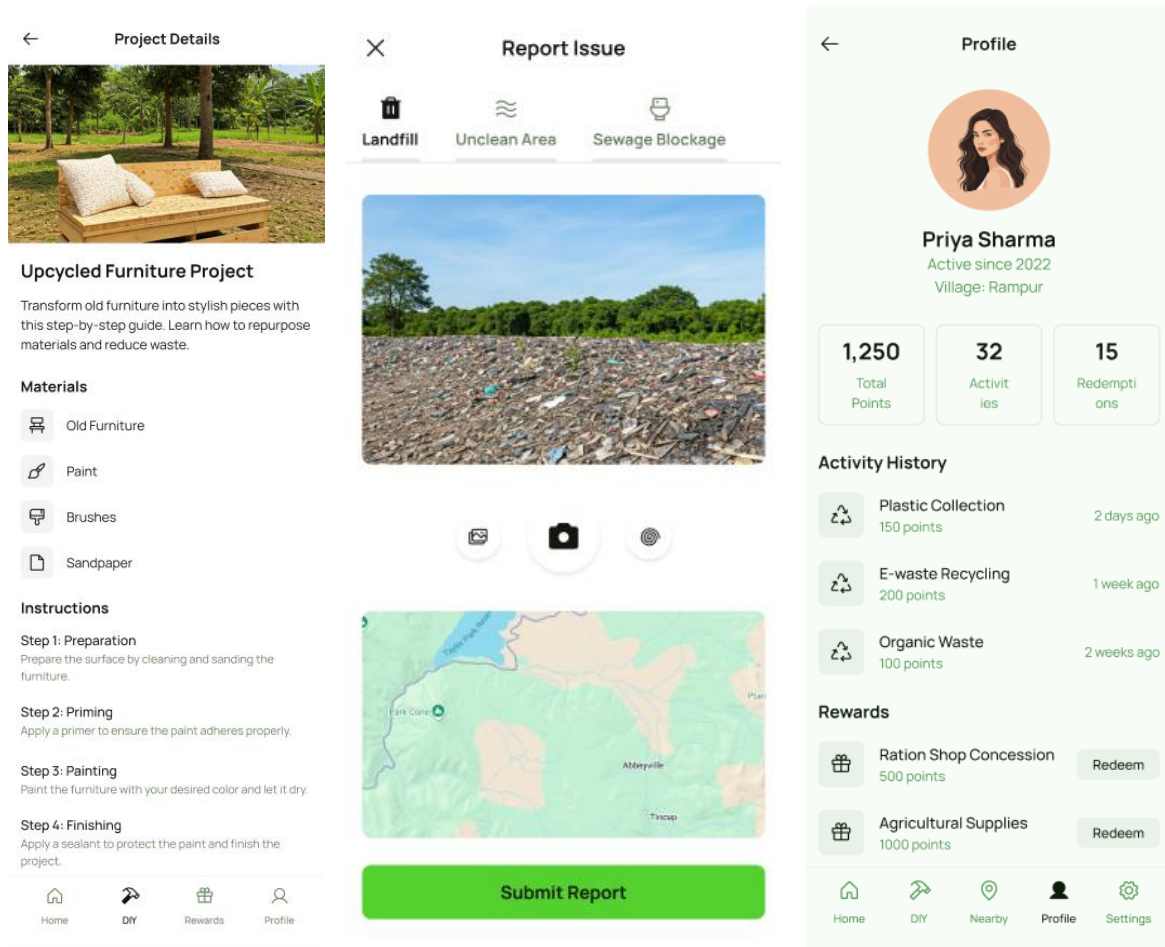 Project Details
Upcycled Furniture Project
Transform old furniture into stylish pieces with
this step-by-step guide. Learn how to repurpose
materials and reduce waste.
Materials
Old Furniture
Paint
Brushes
Sandpaper
Instructions
Step 1: Preparation
Prepare the surface by cleaning and sanding the
furniture.
Step 2: Priming
Apply a primer to ensure the paint adheres properly.
Step 3: Painting
Paint the furniture with your desired color and let it dry.
Step 4: Finishing
Apply a sealant to protect the paint and finish the
project.
Home
DIY
Rewards
Profile
Report Issue
Landfill
Unclean Area
Sewage Blockage
Taylor Park
Park Cone
Abbeyville
Tincup
Submit Report
Profile
Priya Sharma
Active since 2022
Village: Rampur
1,250
Total
Points
32
Activit
ies
15
Redempti
ons
Activity History
Plastic Collection
150 points
2 days ago
E-waste Recycling
200 points
1 week ago
Organic Waste
100 points
2 weeks ago
Rewards
Ration Shop Concession
500 points
Redeem
Agricultural Supplies
1000 points
Redeem
Home
DIY
Nearby
Profile
Settings